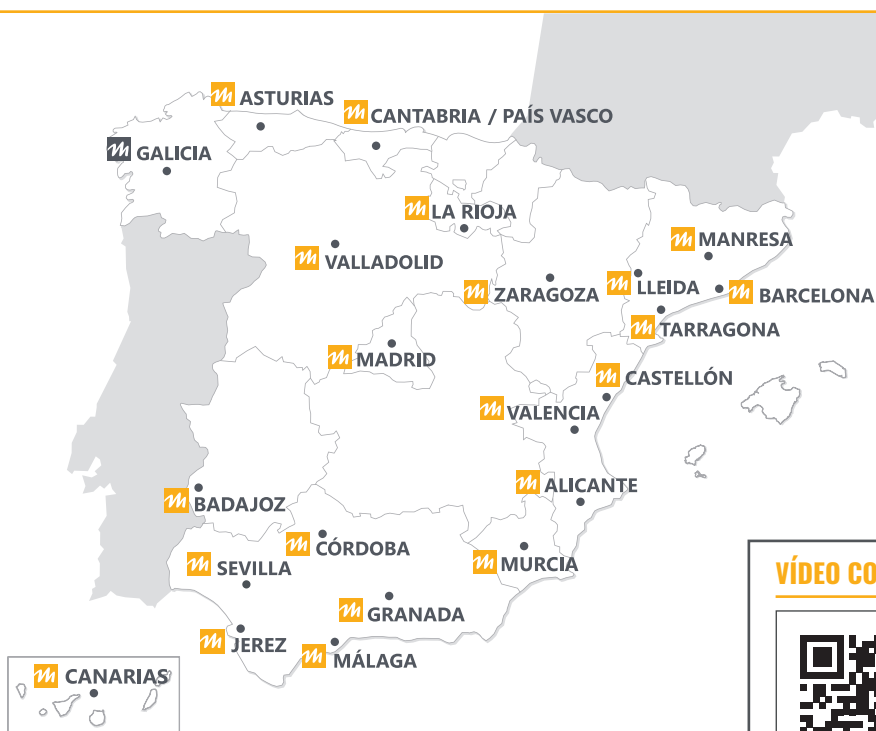 ASTURIAS
CANTABRIA / PAÍS VASCO
GALICIA
LA RIOJA
MANRESA
VALLADOLID
ZARAGOZA
LLEIDA
BARCELONA
TARRAGONA
MADRID
CASTELLÓN
VALENCIA
ALICANTE
BADAJOZ
CÓRDOBA
SEVILLA
MURCIA
GRANADA
JEREZ
MÁLAGA
CANARIAS
VÍDEO CO